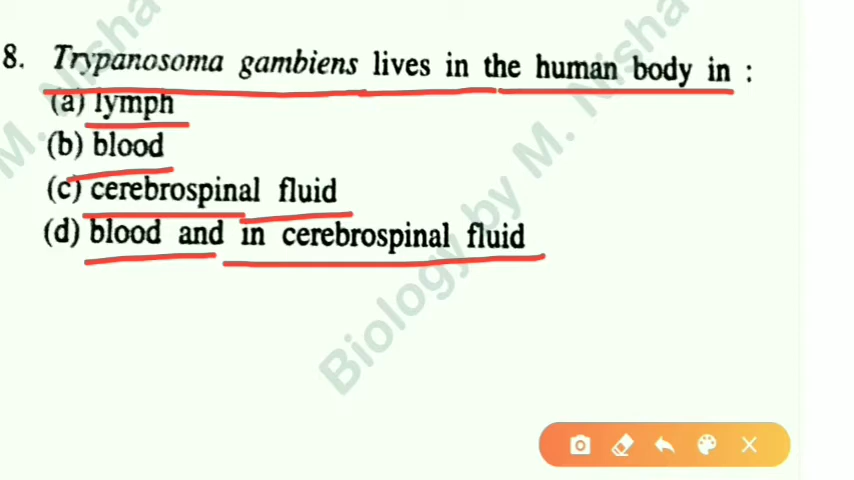 8. Trypanosoma gambiens lives in the human body in :
(a) lymph
(b) blood
(c) cerebrospinal fluid
(d) blood and in cerebrospinal fluid
Biology by M. Nisha
M. Nisha